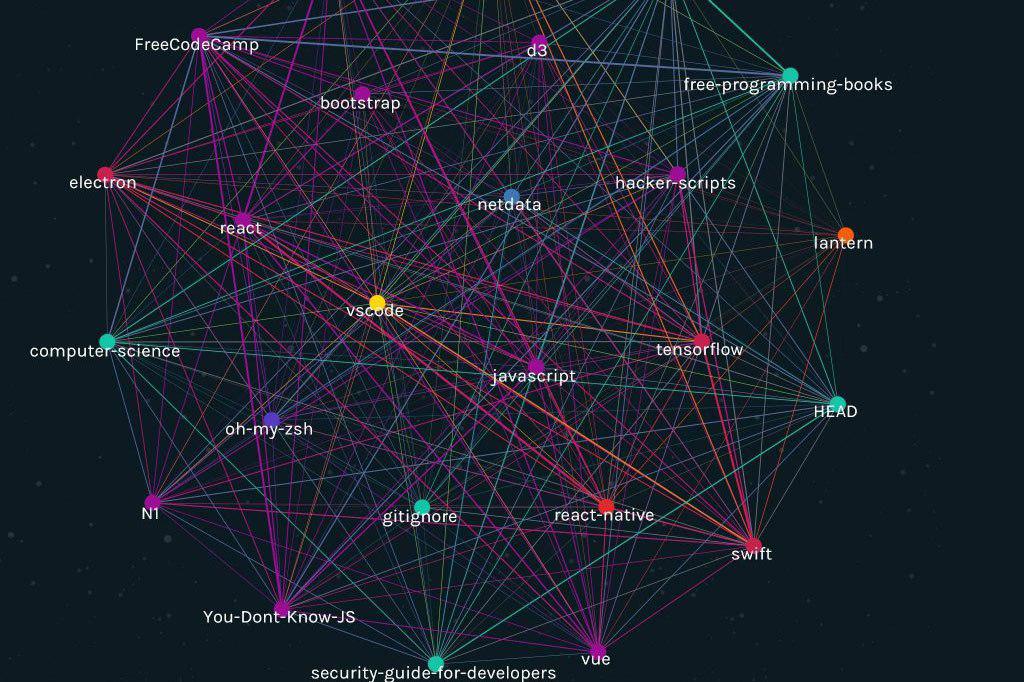 FreeCodeCamp
d3
free-programming-books
bootstrap
electron
hacker-scripts
netdata
react
lantern
vscode
computer-science
tensorflow
javascript
HEAD
oh-my-zsh
N1
gitignore
react-native
swift
You-Dont-Know-JS
vue
security-guide-for-developers